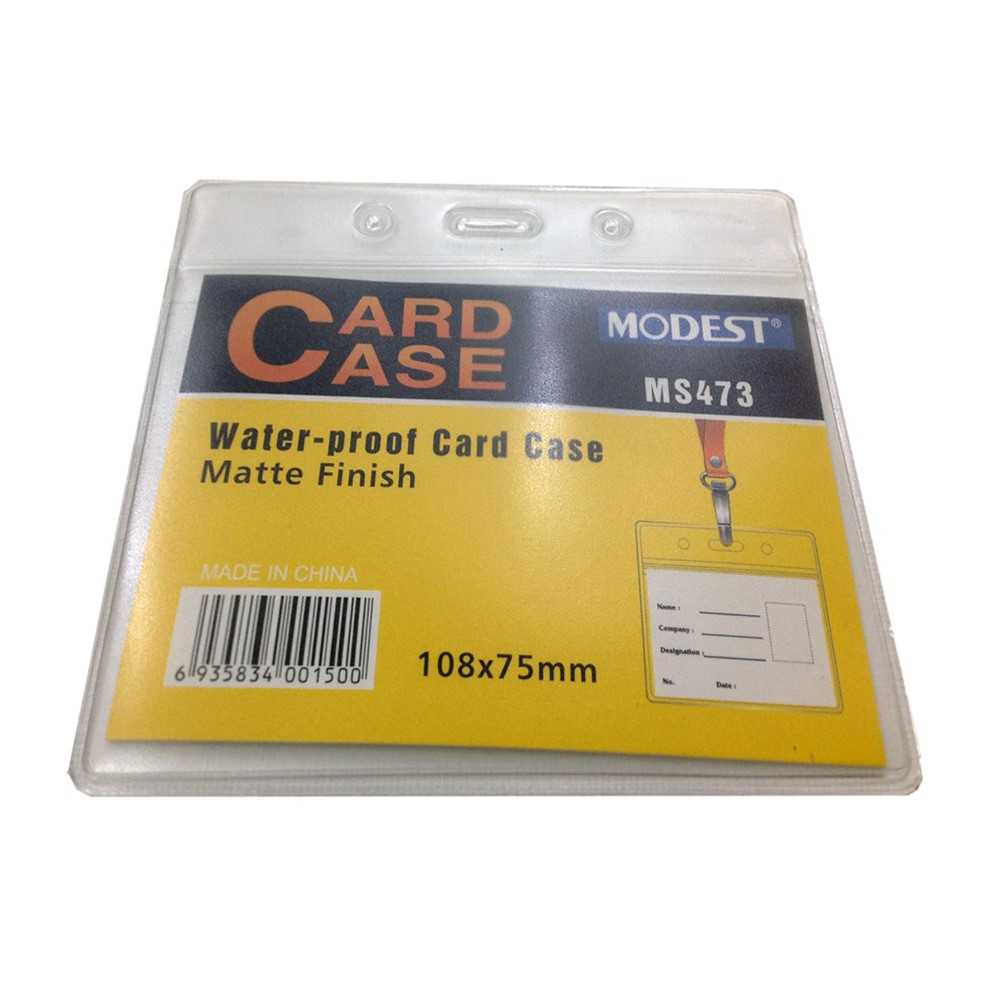 CARD CASE
MODEST®
MS473
Water-proof Card Case
Matte Finish
MADE IN CHINA
6 935834 001500
108x75mm
Name :
Company :
Designation :
No. Date :